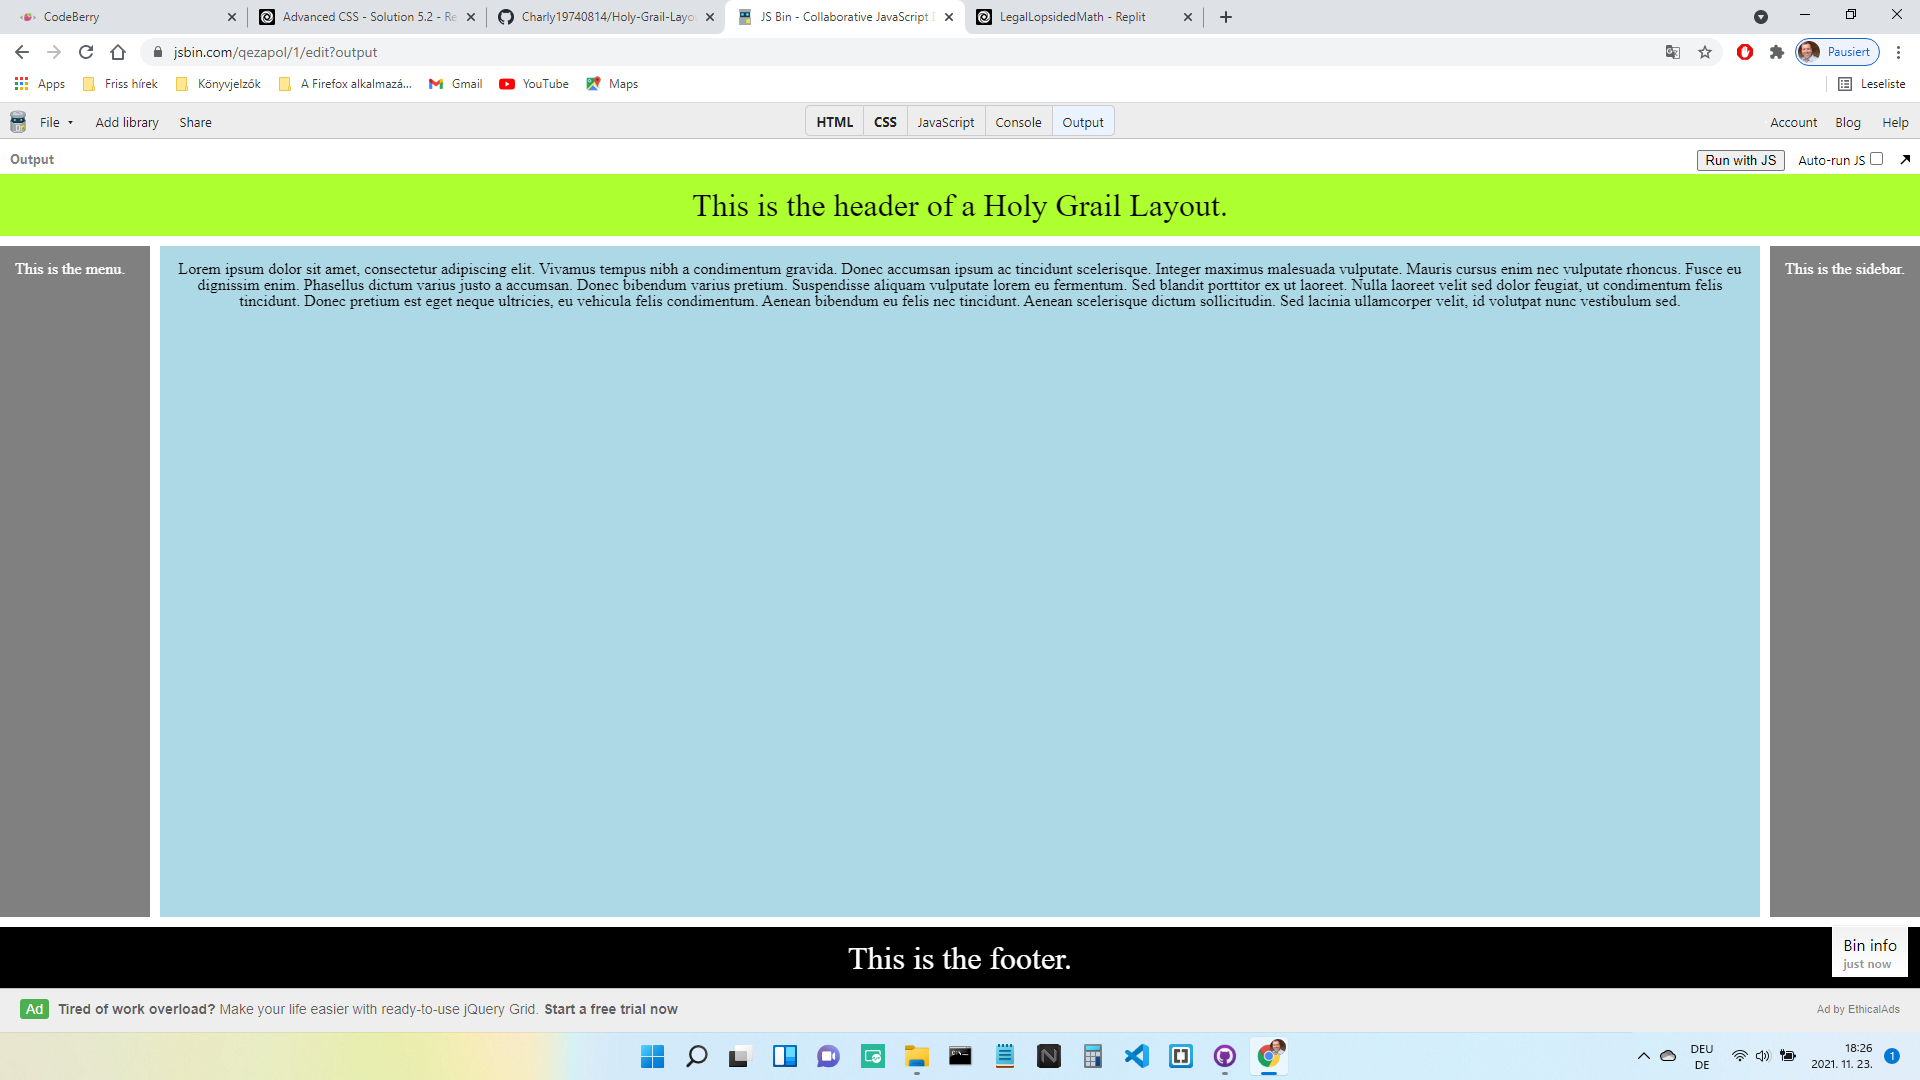 CodeBerry
Advanced CSS - Solution 5.2 - Re
Charly19740814/Holy-Grail-Layo
JS Bin - Collaborative JavaScript D
LegalLopsidedMath - Replit
jsbin.com/qezapol/1/edit?output
Pausiert
Apps
Friss hírek
Könyvjelzők
A Firefox alkalmazá...
Gmail
YouTube
Maps
Leseliste
File
Add library
Share
HTML
CSS
JavaScript
Console
Output
Account
Blog
Help
Output
Run with JS
Auto-run JS
This is the header of a Holy Grail Layout.
This is the menu.
Lorem ipsum dolor sit amet, consectetur adipiscing elit. Vivamus tempus nibh a condimentum gravida. Donec accumsan ipsum ac tincidunt scelerisque. Integer maximus malesuada vulputate. Mauris cursus enim nec vulputate rhoncus. Fusce eu
dignissim enim. Phasellus dictum varius justo a accumsan. Donec bibendum varius pretium. Suspendisse aliquam vulputate lorem eu fermentum. Sed blandit porttitor ex ut laoreet. Nulla laoreet velit sed dolor feugiat, ut condimentum felis
tincidunt. Donec pretium est eget neque ultricies, eu vehicula felis condimentum. Aenean bibendum eu felis nec tincidunt. Aenean scelerisque dictum sollicitudin. Sed lacinia ullamcorper velit, id volutpat nunc vestibulum sed.
This is the sidebar.
This is the footer.
Bin info
just now
Ad
Tired of work overload? Make your life easier with ready-to-use jQuery Grid. Start a free trial now
Ad by EthicalAds
DEU
DE
18:26
2021. 11. 23.
1